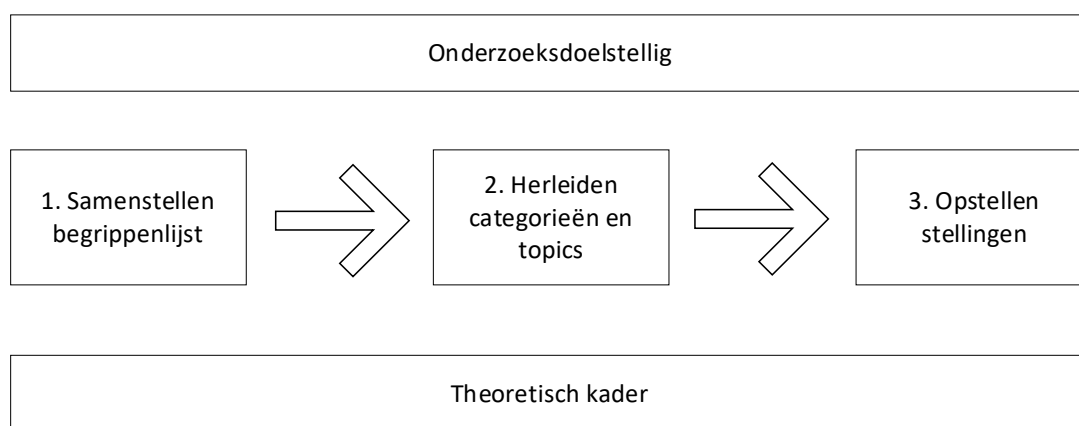 Onderzoeksdoelstellig
1. Samenstellen
begrippenlijst
2. Herleiden
categorieën en
topics
3. Opstellen
stellingen
Theoretisch kader